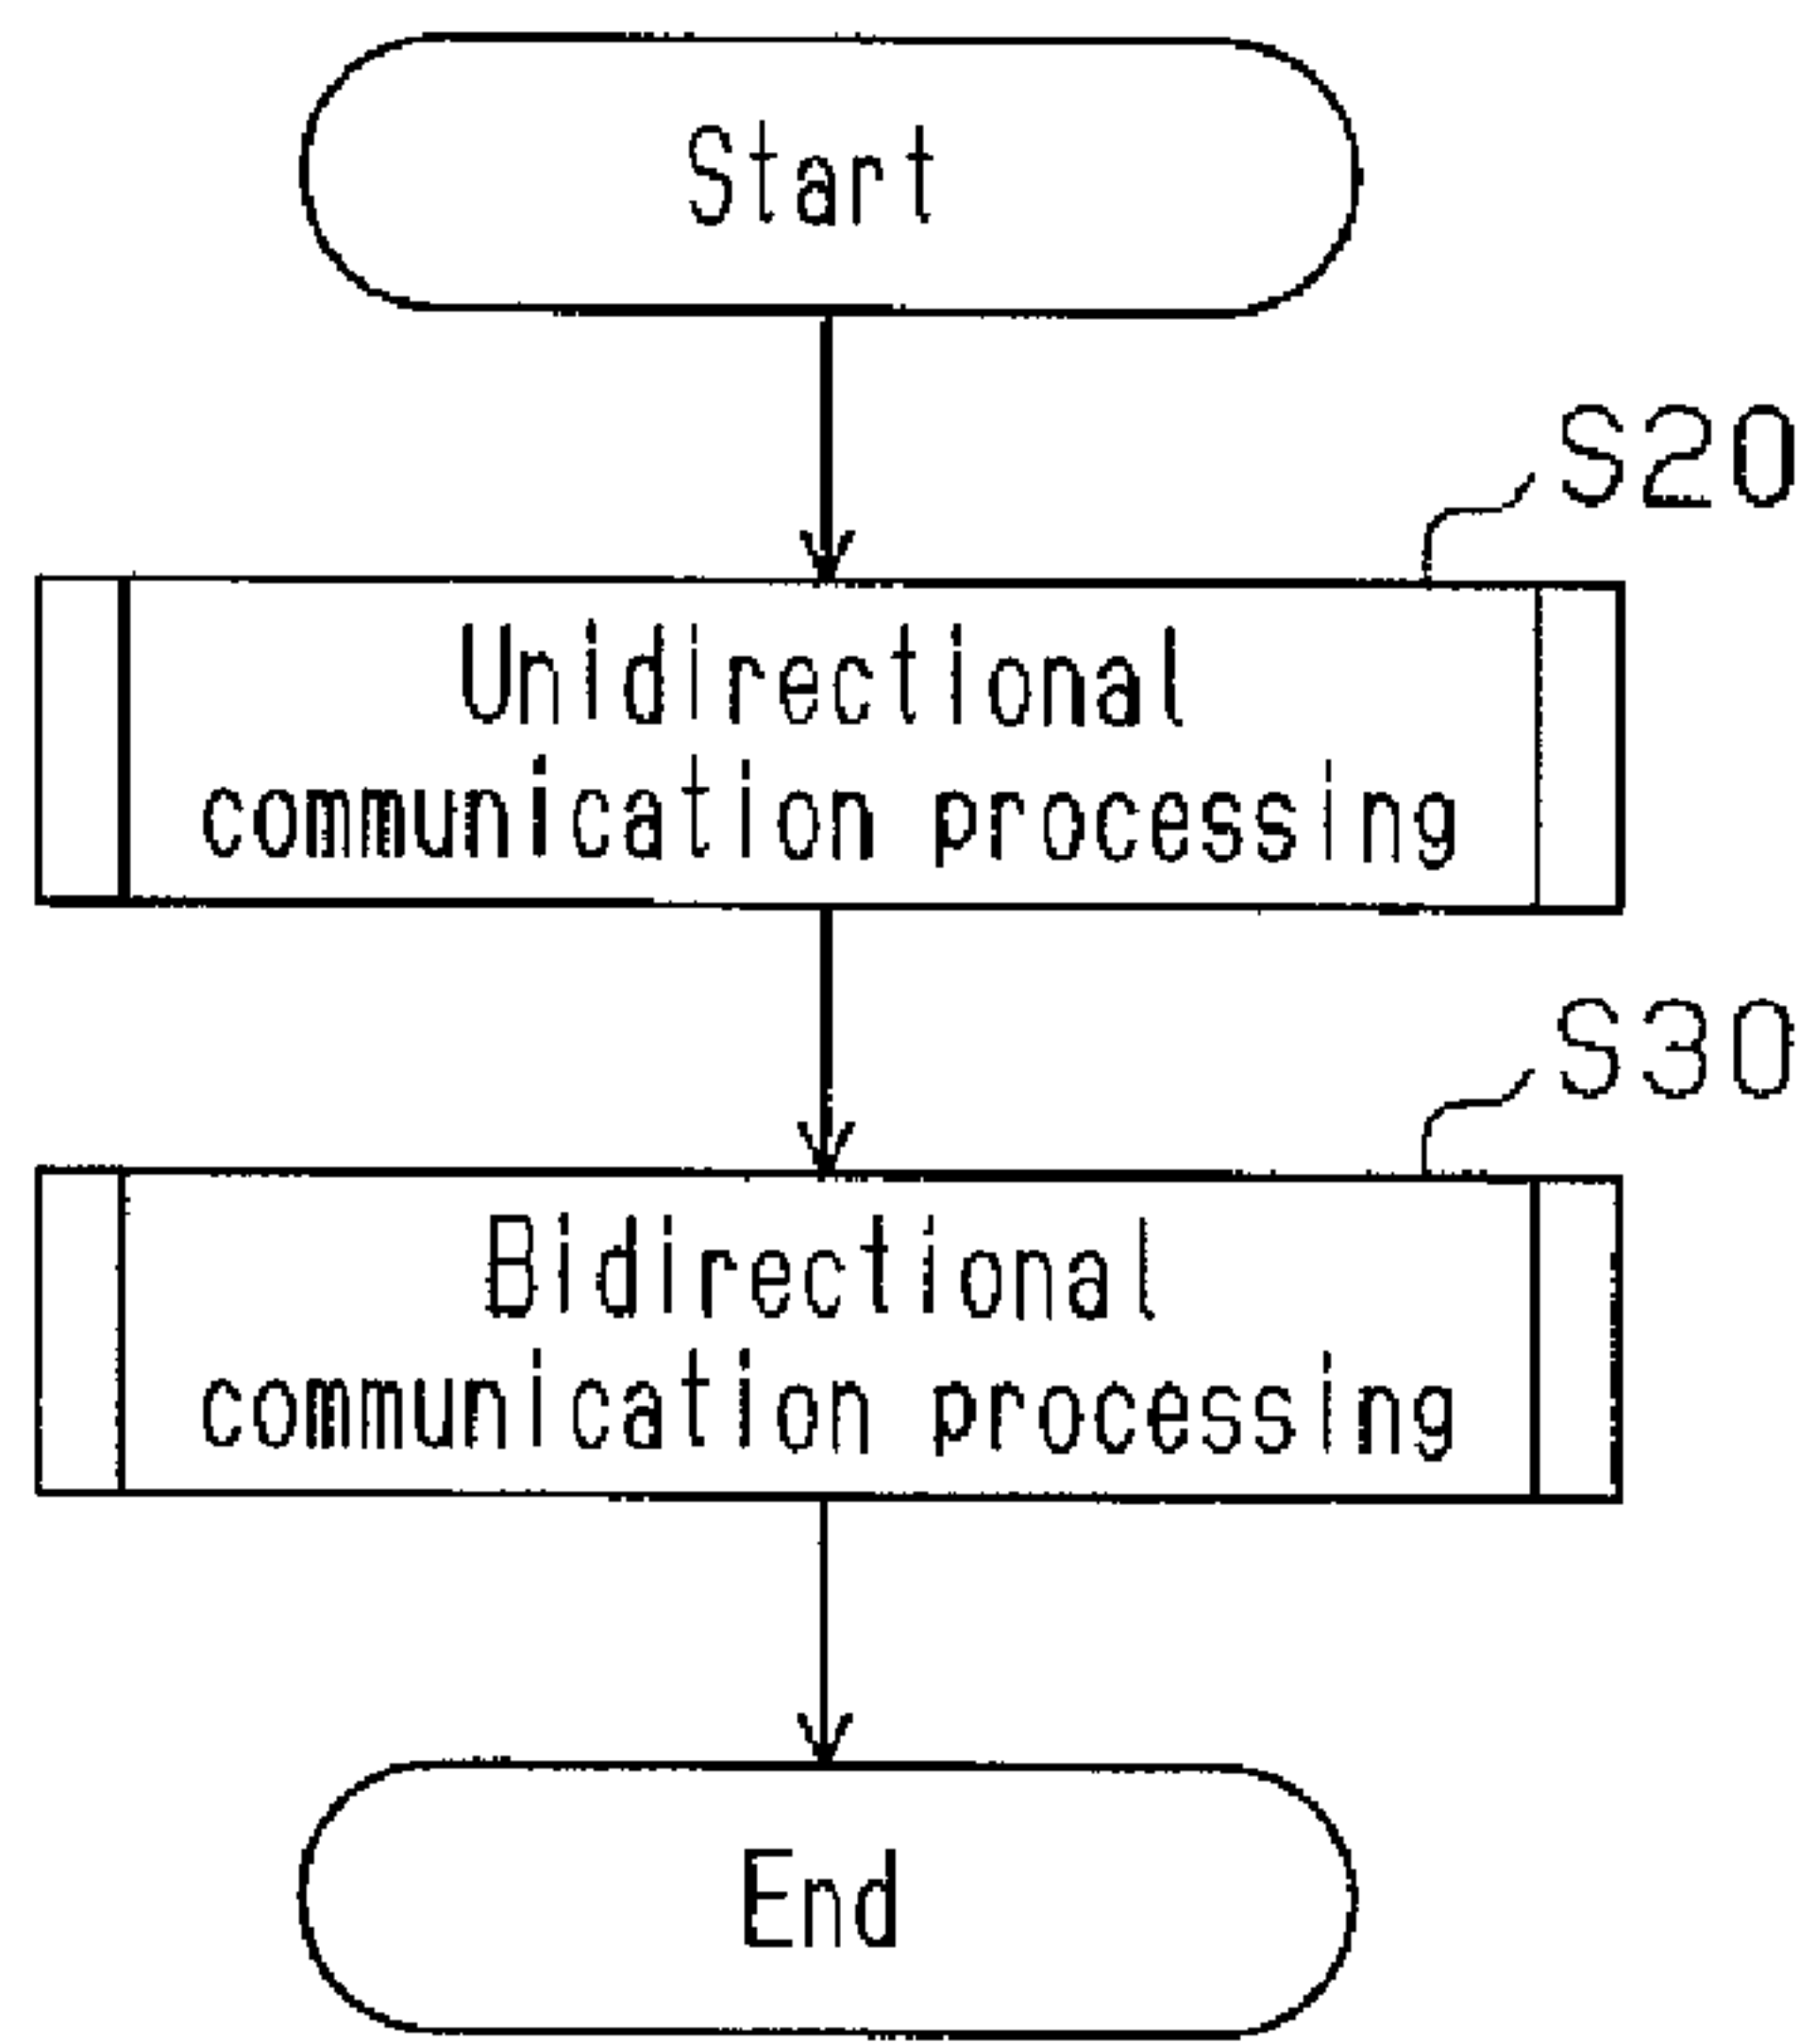 Start
S20
Unidirectional
communication processing
S30
Bidirectional
communication processing
End